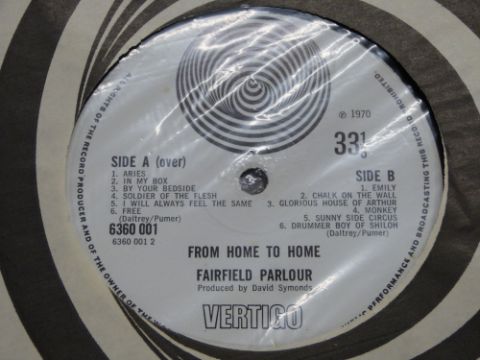 ALL RIGHTS OF THE RECORD PRODUCER AND OF THE OWNER OF THE
PERFORMANCE AND BROADCASTING THIS RECORD PROHIBITED
℗ 1970
33⅓
SIDE A (over)
1. ARIES
2. IN MY BOX
3. BY YOUR BEDSIDE
4. SOLDIER OF THE FLESH
5. I WILL ALWAYS FEEL THE SAME
6. FREE
(Daltrey/Pumer)
6360 001
6360 001 2
SIDE B
1. EMILY
2. CHALK ON THE WALL
3. GLORIOUS HOUSE OF ARTHUR
4. MONKEY
5. SUNNY SIDE CIRCUS
6. DRUMMER BOY OF SHILOH
(Daltrey/Pumer)
FROM HOME TO HOME
FAIRFIELD PARLOUR
Produced by David Symonds
VERTIGO